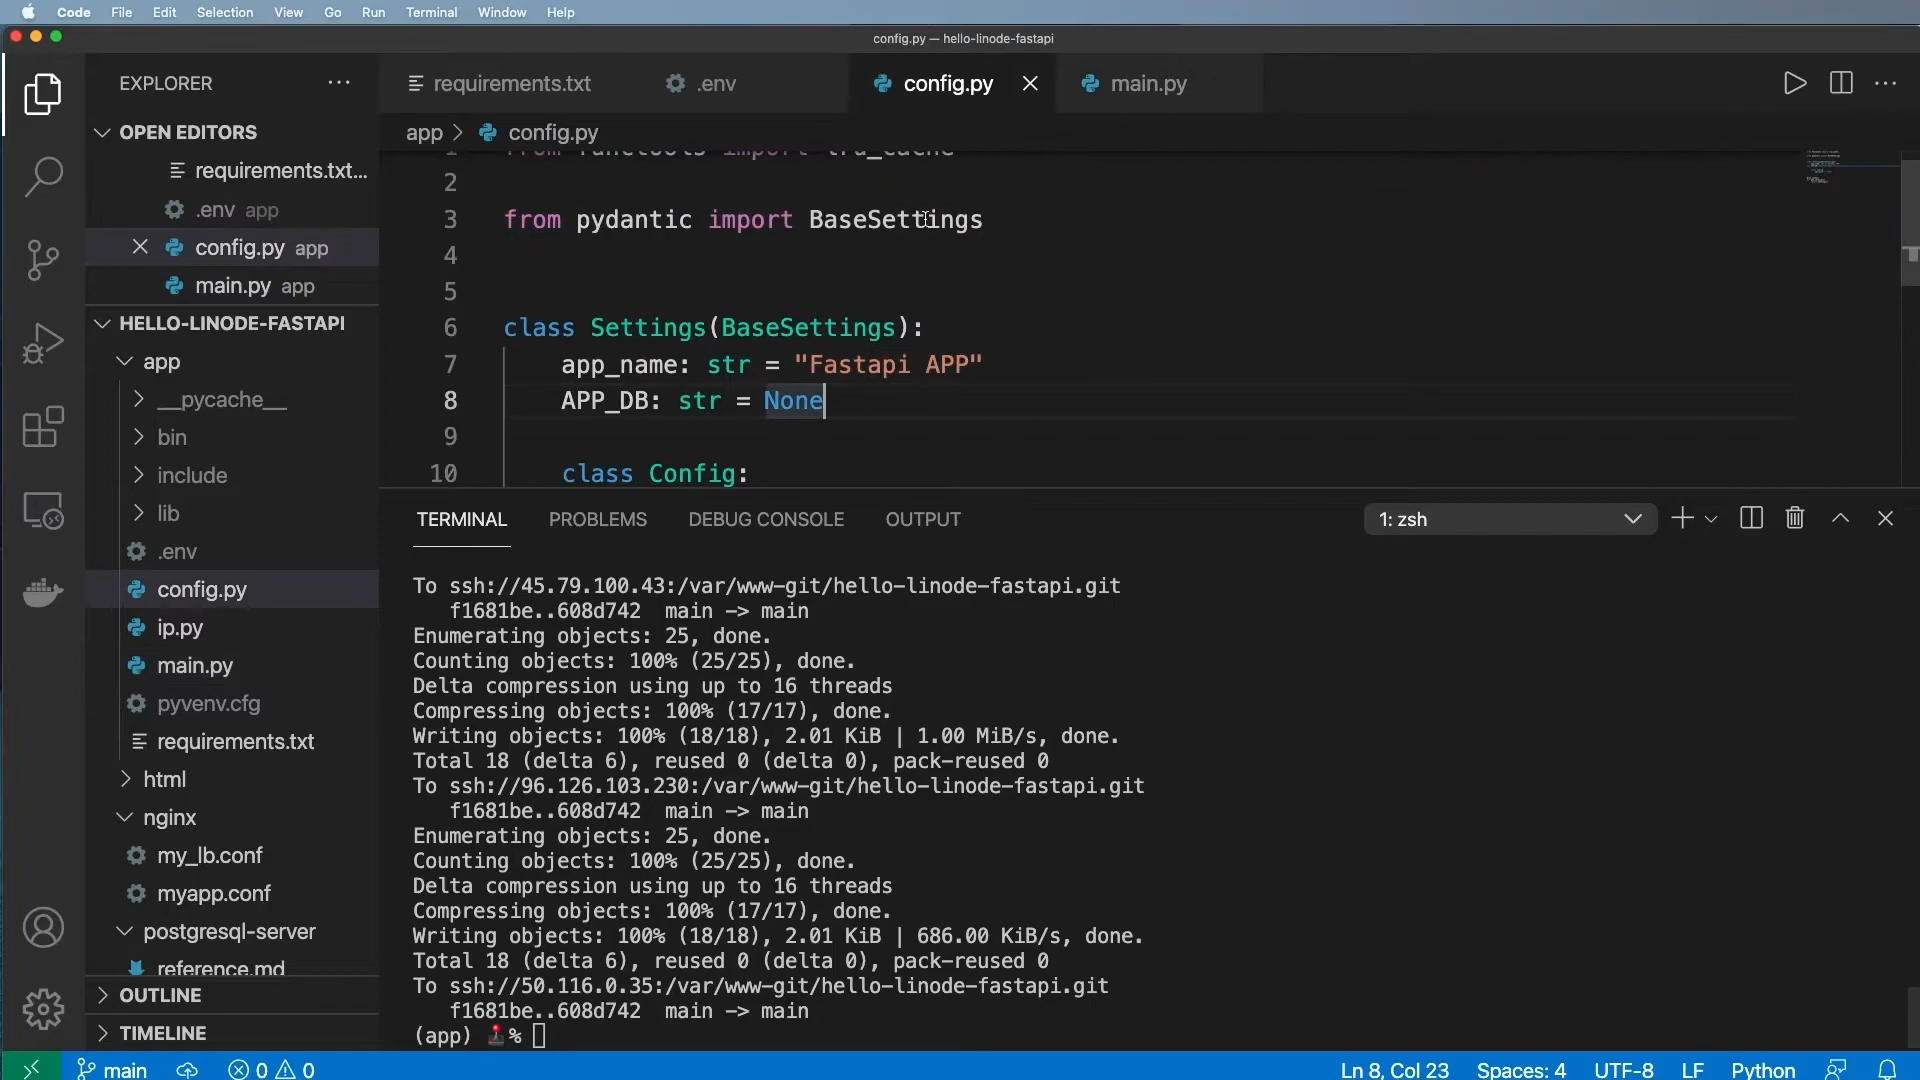 Code File Edit Selection View Go Run Terminal Window Help
config.py — hello-linode-fastapi
EXPLORER
OPEN EDITORS
requirements.txt...
.env app
config.py app
main.py app
HELLO-LINODE-FASTAPI
app
__pycache__
bin
include
lib
.env
config.py
ip.py
main.py
pyvenv.cfg
requirements.txt
html
nginx
my_lb.conf
myapp.conf
postgresql-server
reference.md
OUTLINE
TIMELINE
requirements.txt .env config.py main.py
app > config.py
1 from functools import lru_cache
2
3 from pydantic import BaseSettings
4
5
6 class Settings(BaseSettings):
7 app_name: str = "Fastapi APP"
8 APP_DB: str = None
9
10 class Config:
TERMINAL PROBLEMS DEBUG CONSOLE OUTPUT 1: zsh
To ssh://45.79.100.43:/var/www-git/hello-linode-fastapi.git
f1681be..608d742 main -> main
Enumerating objects: 25, done.
Counting objects: 100% (25/25), done.
Delta compression using up to 16 threads
Compressing objects: 100% (17/17), done.
Writing objects: 100% (18/18), 2.01 KiB | 1.00 MiB/s, done.
Total 18 (delta 6), reused 0 (delta 0), pack-reused 0
To ssh://96.126.103.230:/var/www-git/hello-linode-fastapi.git
f1681be..608d742 main -> main
Enumerating objects: 25, done.
Counting objects: 100% (25/25), done.
Delta compression using up to 16 threads
Compressing objects: 100% (17/17), done.
Writing objects: 100% (18/18), 2.01 KiB | 686.00 KiB/s, done.
Total 18 (delta 6), reused 0 (delta 0), pack-reused 0
To ssh://50.116.0.35:/var/www-git/hello-linode-fastapi.git
f1681be..608d742 main -> main
(app) %
main 0 0 Ln 8, Col 23 Spaces: 4 UTF-8 LF Python